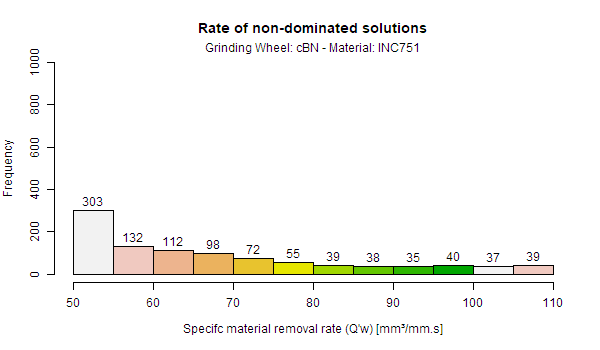 Rate of non-dominated solutions
Grinding Wheel: cBN - Material: INC751
Frequency
1000
800
600
400
200
0
303 132 112 98 72 55 39 38 35 40 37 39
50 60 70 80 90 100 110
Specifc material removal rate (Q'w) [mm³/mm.s]